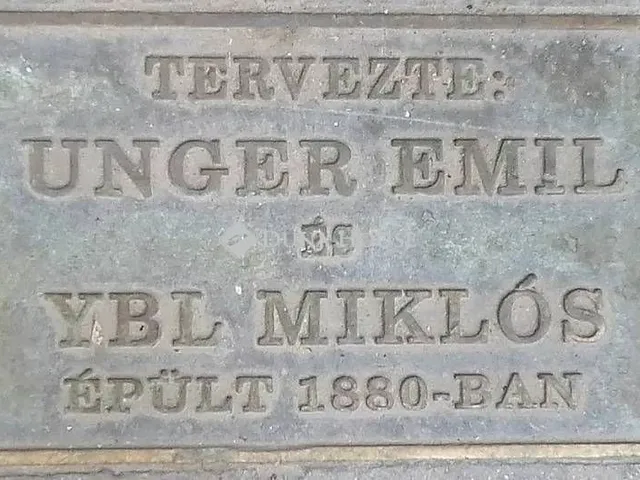 TERVEZTE:
UNGER EMIL
ÉS
YBL MIKLÓS
ÉPÜLT 1880-BAN